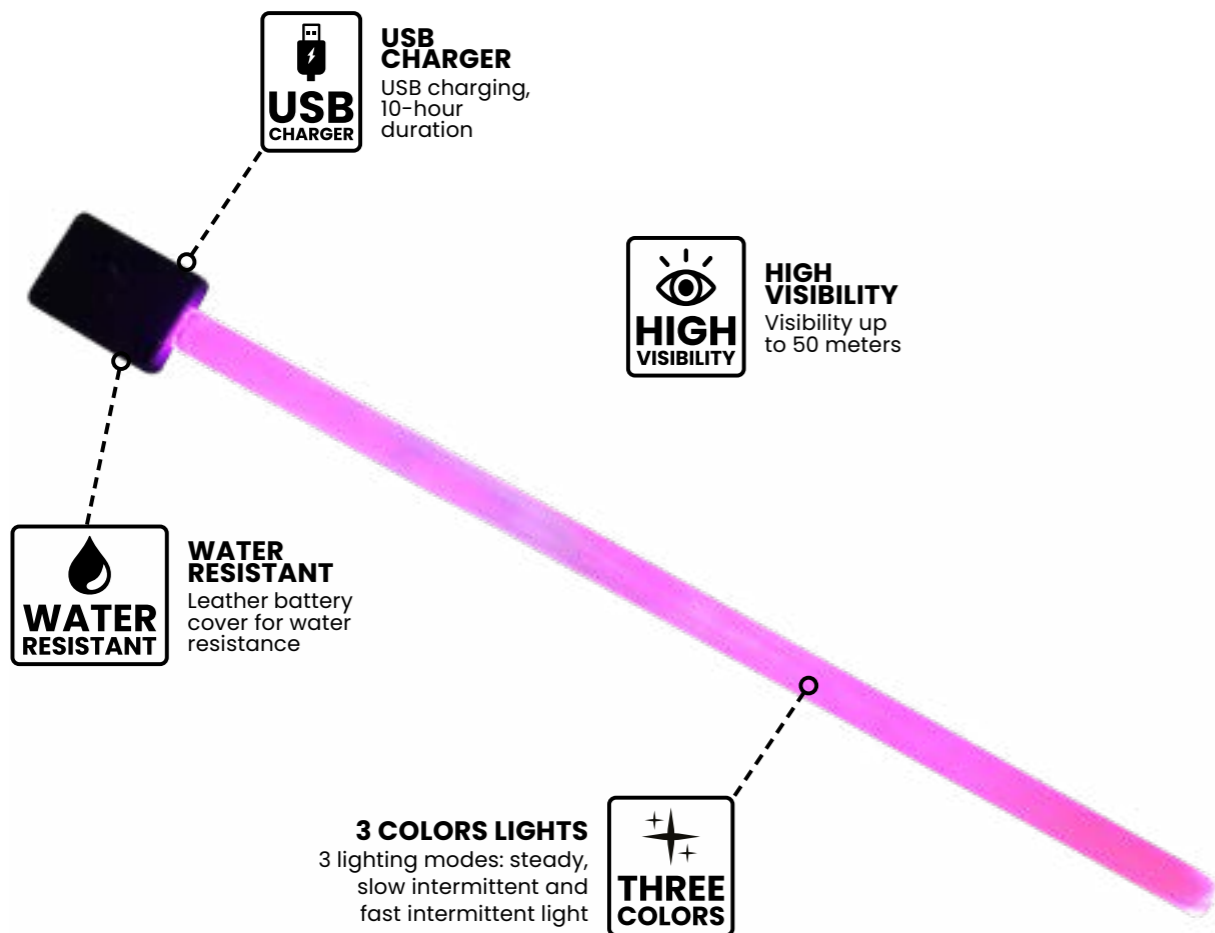 USB
CHARGER
USB
CHARGER
USB charging,
10-hour
duration
HIGH
VISIBILITY
HIGH
VISIBILITY
Visibility up
to 50 meters
WATER
RESISTANT
WATER
RESISTANT
Leather battery
cover for water
resistance
3 COLORS LIGHTS
3 lighting modes: steady,
slow intermittent and
fast intermittent light
THREE
COLORS